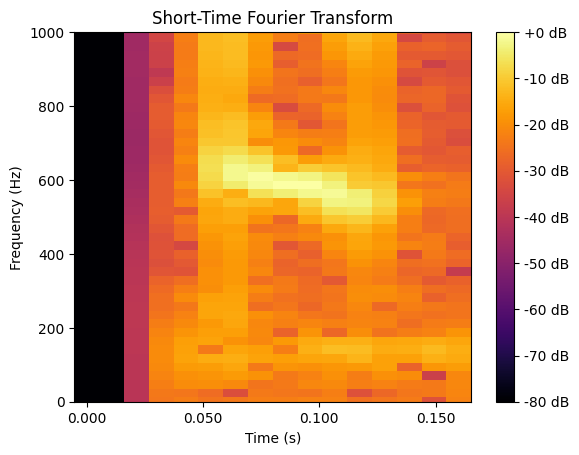 Short-Time Fourier Transform
1000
800
600
400
200
0
Frequency (Hz)
0.000
0.050
0.100
0.150
Time (s)
+0 dB
-10 dB
-20 dB
-30 dB
-40 dB
-50 dB
-60 dB
-70 dB
-80 dB